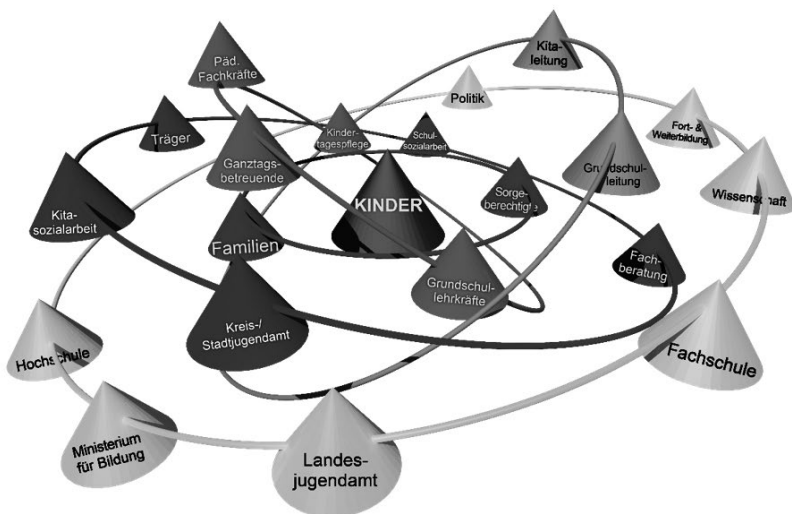 Päd.
Fachkräfte
Kita-
leitung
Politik
Träger
Kinder-
tagespflege
Schul-
sozialarbeit
Fort- &
Weiterbildung
Ganztags-
betreuende
Grundschul-
leitung
Wissenschaft
KINDER
Sorge-
berechtigte
Kita-
sozialarbeit
Familien
Fach-
beratung
Grundschul-
lehrkräfte
Kreis-/
Stadtjugendamt
Hochschule
Fachschule
Ministerium
für Bildung
Landes-
jugendamt